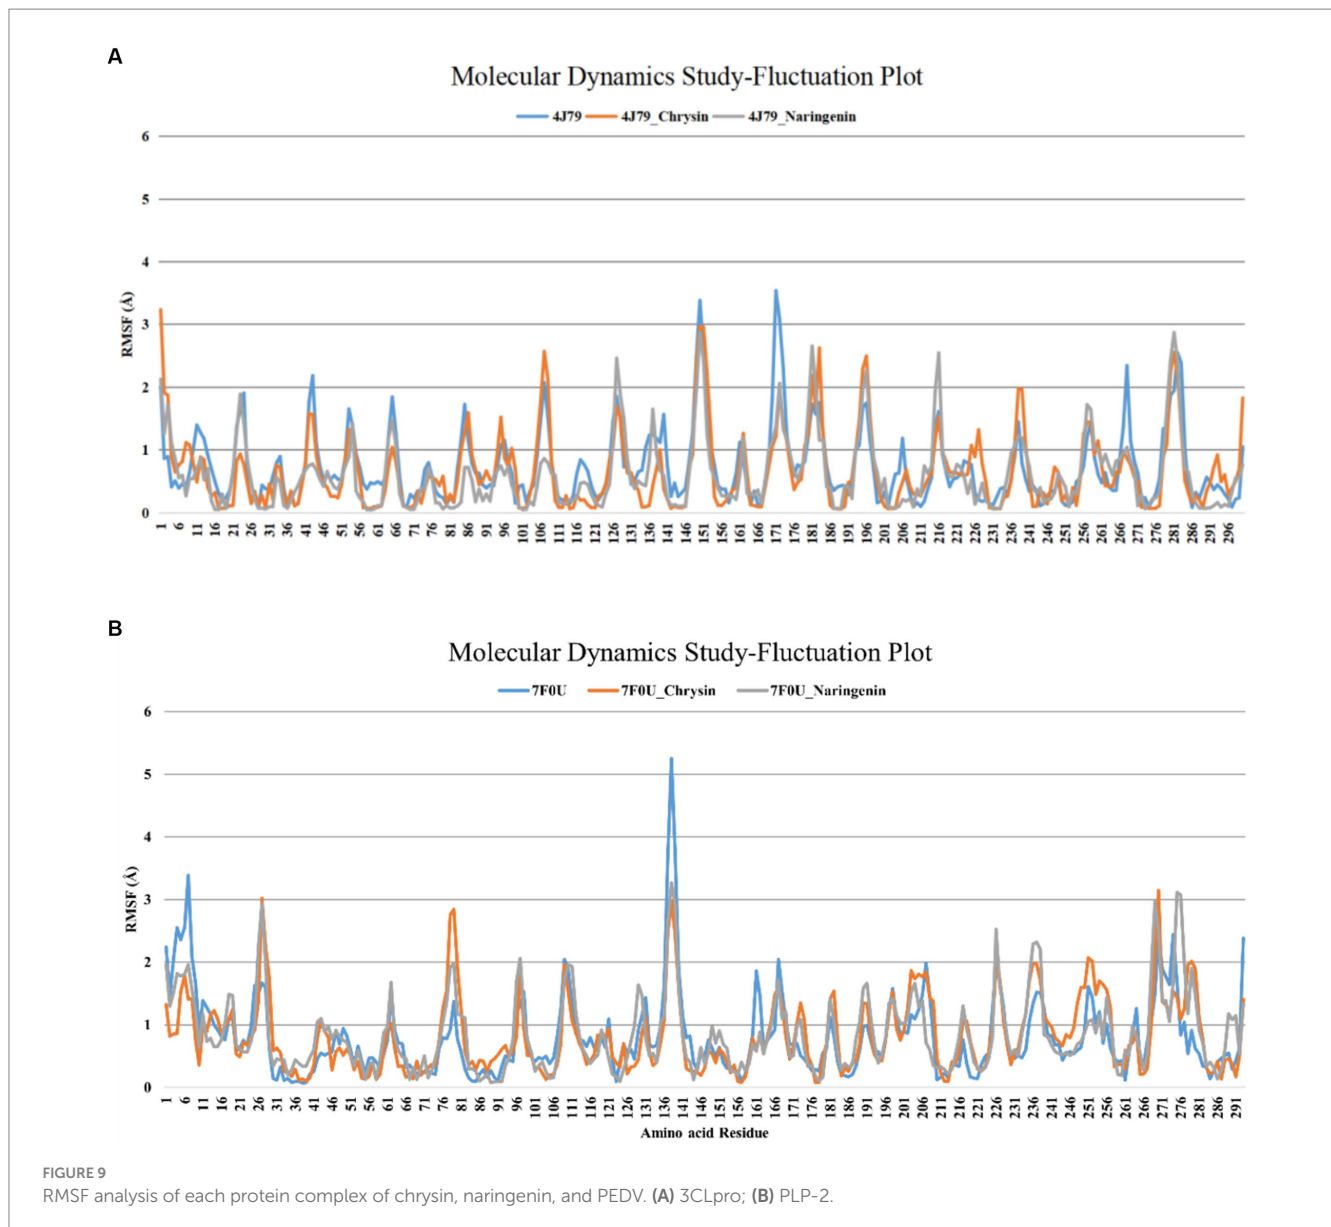 A
Molecular Dynamics Study-Fluctuation Plot
4J79 4J79_Chrysin 4J79_Naringenin
6
5
4
3
2
1
0
RMSF (Å)
1 6 11 16 21 26 31 36 41 46 51 56 61 66 71 76 81 86 91 96 101 106 111 116 121 126 131 136 141 146 151 156 161 166 171 176 181 186 191 196 201 206 211 216 221 226 231 236 241 246 251 256 261 266 271 276 281 286 291 296
B
Molecular Dynamics Study-Fluctuation Plot
7F0U 7F0U_Chrysin 7F0U_Naringenin
6
5
4
3
2
1
0
RMSF (Å)
1 6 11 16 21 26 31 36 41 46 51 56 61 66 71 76 81 86 91 96 101 106 111 116 121 126 131 136 141 146 151 156 161 166 171 176 181 186 191 196 201 206 211 216 221 226 231 236 241 246 251 256 261 266 271 276 281 286 291
Amino acid Residue
FIGURE 9
RMSF analysis of each protein complex of chrysin, naringenin, and PEDV. (A) 3CLpro; (B) PLP-2.